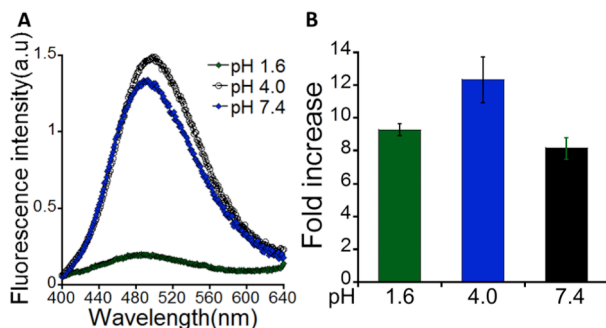 A
Fluorescence intensity(a.u)
1.5
1
0.5
0
400 440 480 520 560 600 640
Wavelength(nm)
pH 1.6
pH 4.0
pH 7.4
B
Fold increase
14
12
10
8
6
4
2
0
pH 1.6 4.0 7.4